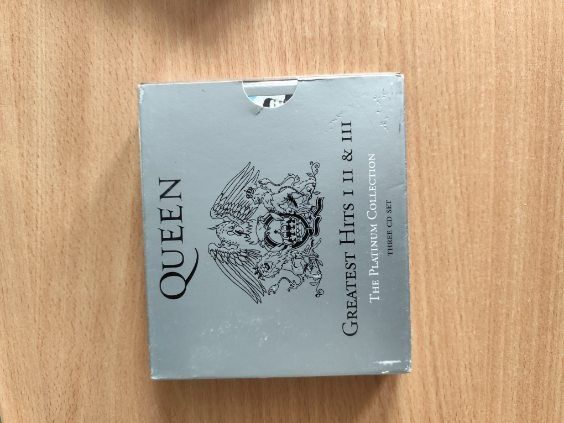 QUEEN
GREATEST HITS I II & III
THE PLATINUM COLLECTION
THREE CD SET